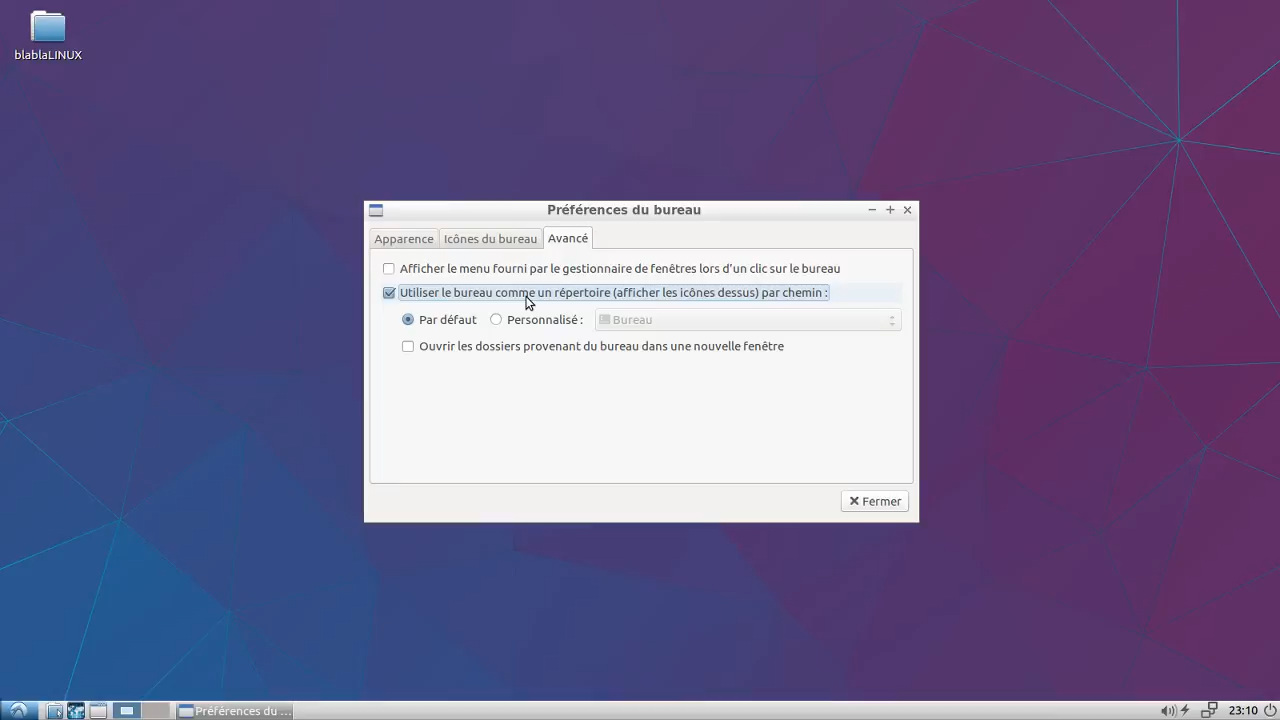 blablaLINUX
Préférences du bureau
Apparence
Icônes du bureau
Avancé
Afficher le menu fourni par le gestionnaire de fenêtres lors d'un clic sur le bureau
Utiliser le bureau comme un répertoire (afficher les icônes dessus) par chemin :
Par défaut
Personnalisé :
Bureau
Ouvrir les dossiers provenant du bureau dans une nouvelle fenêtre
Fermer
Préférences du ...
23:10